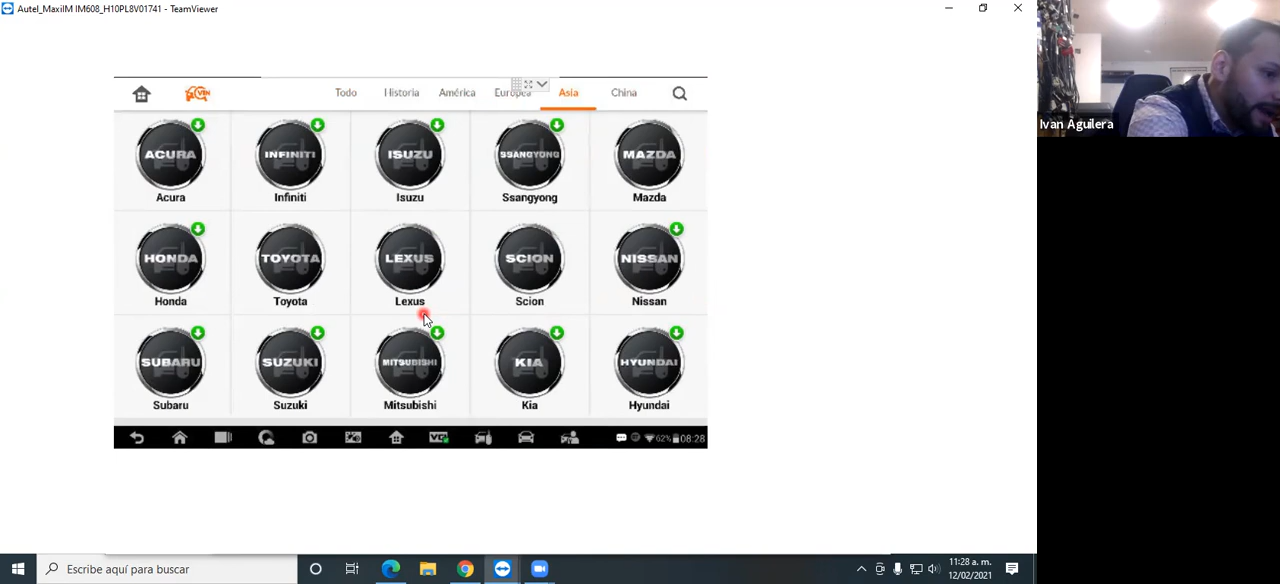 Autel_MaxiIM IM608_H10PL8V01741 - TeamViewer
Ivan Aguilera
VIN
Todo Historia América Europea Asia China
ACURA INFINITI ISUZU SSANGYONG MAZDA
Acura Infiniti Isuzu Ssangyong Mazda
HONDA TOYOTA LEXUS SCION NISSAN
Honda Toyota Lexus Scion Nissan
SUBARU SUZUKI MITSUBISHI KIA HYUNDAI
Subaru Suzuki Mitsubishi Kia Hyundai
62% 08:28
Escribe aquí para buscar
11:28 a. m.
12/02/2021